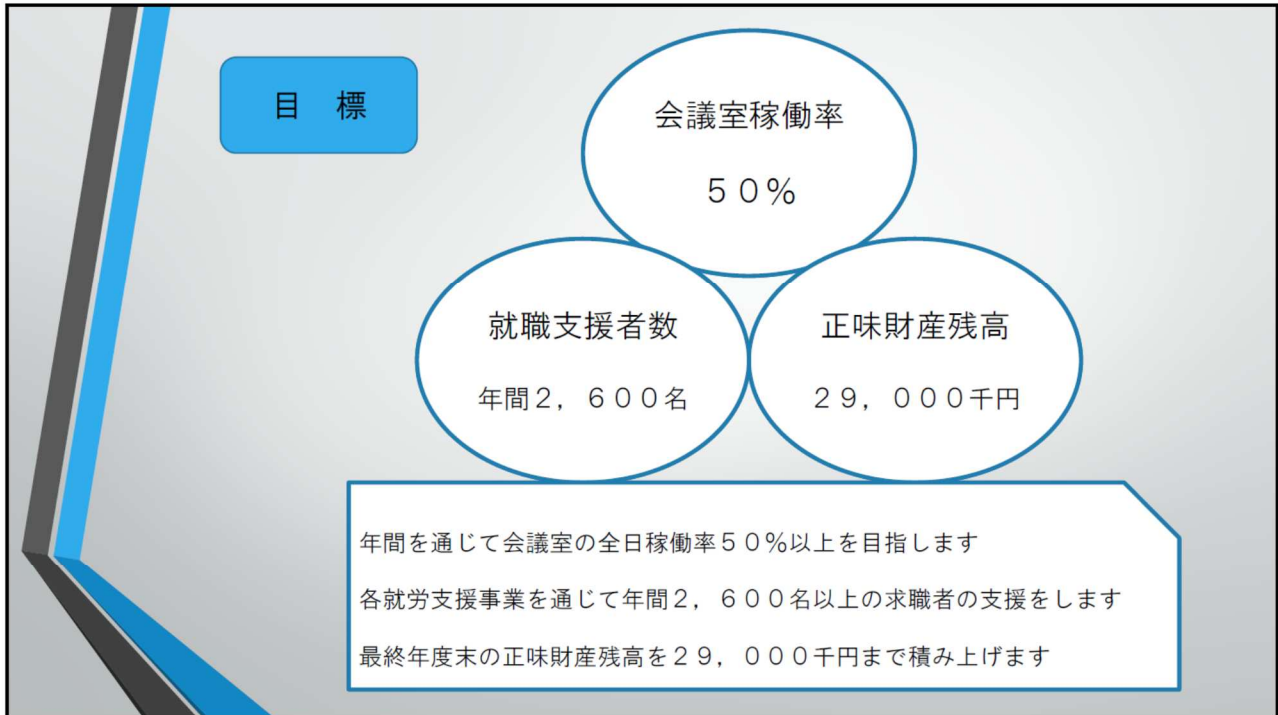 目　標
会議室稼働率
５０%
就職支援者数
年間２，６００名
正味財産残高
２９，０００千円
年間を通じて会議室の全日稼働率５０%以上を目指します
各就労支援事業を通じて年間２，６００名以上の求職者の支援をします
最終年度末の正味財産残高を２９，０００千円まで積み上げます